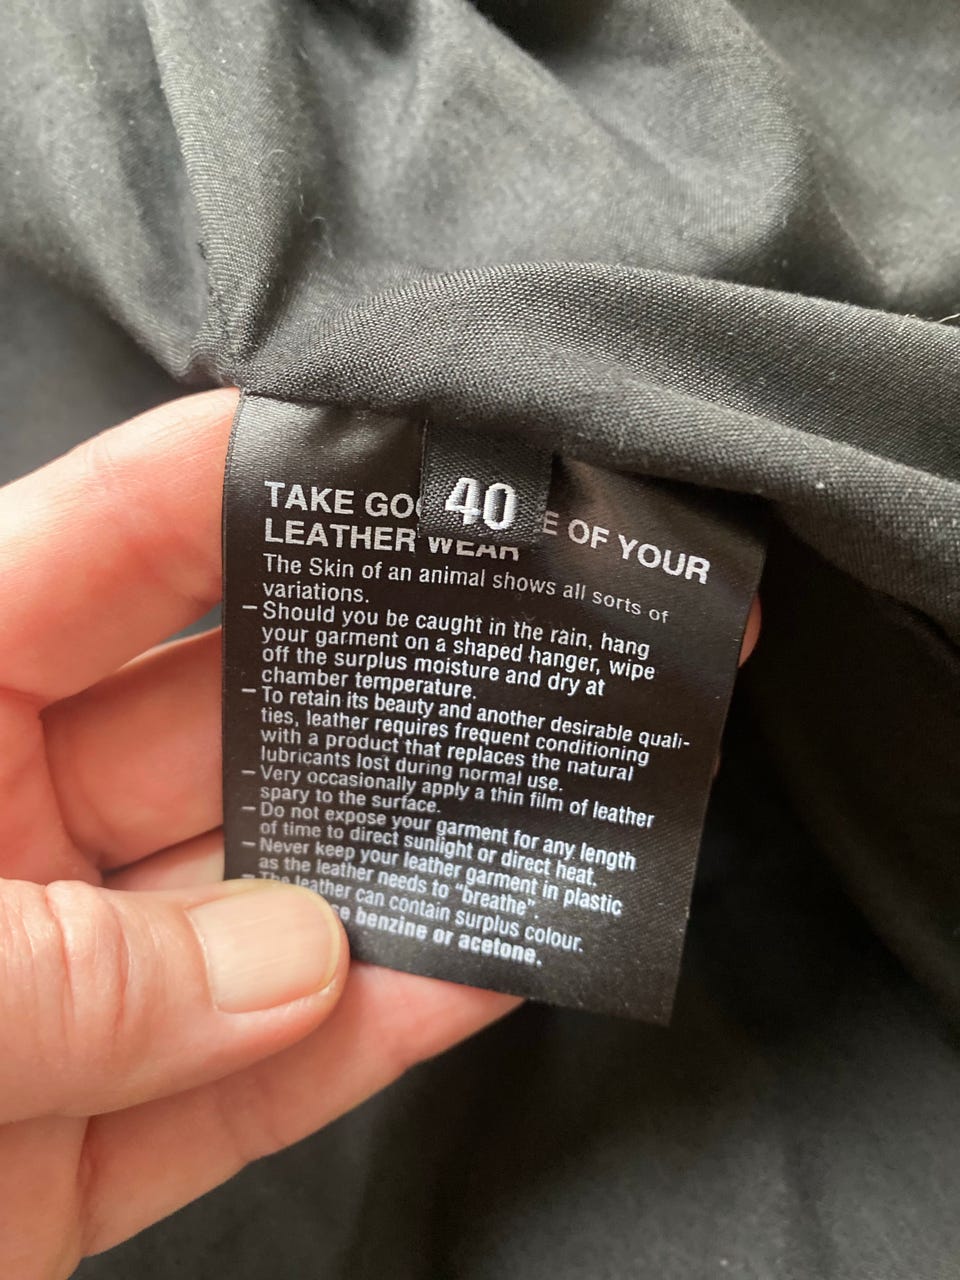 40
TAKE GO E OF YOUR
LEATHER WEAR
The Skin of an animal shows all sorts of
variations.
– Should you be caught in the rain, hang
your garment on a shaped hanger, wipe
off the surplus moisture and dry at
chamber temperature.
– To retain its beauty and another desirable quali-
ties, leather requires frequent conditioning
with a product that replaces the natural
lubricants lost during normal use.
– Very occasionally apply a thin film of leather
spary to the surface.
– Do not expose your garment for any length
of time to direct sunlight or direct heat.
– Never keep your leather garment in plastic
as the leather needs to "breathe".
– The leather can contain surplus colour.
benzine or acetone.